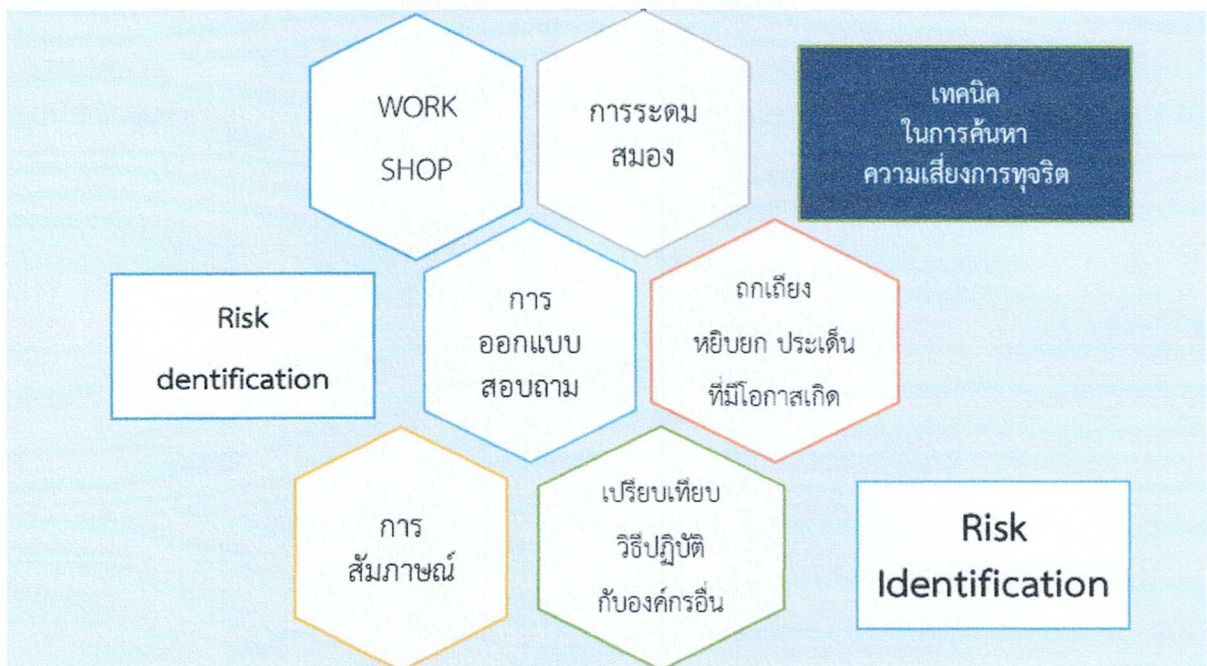 WORK
SHOP
การระดม
สมอง
เทคนิค
ในการค้นหา
ความเสี่ยงการทุจริต
Risk
dentification
การ
ออกแบบ
สอบถาม
ถกเถียง
หยิบยก ประเด็น
ที่มีโอกาสเกิด
การ
สัมภาษณ์
เปรียบเทียบ
วิธีปฏิบัติ
กับองค์กรอื่น
Risk
Identification